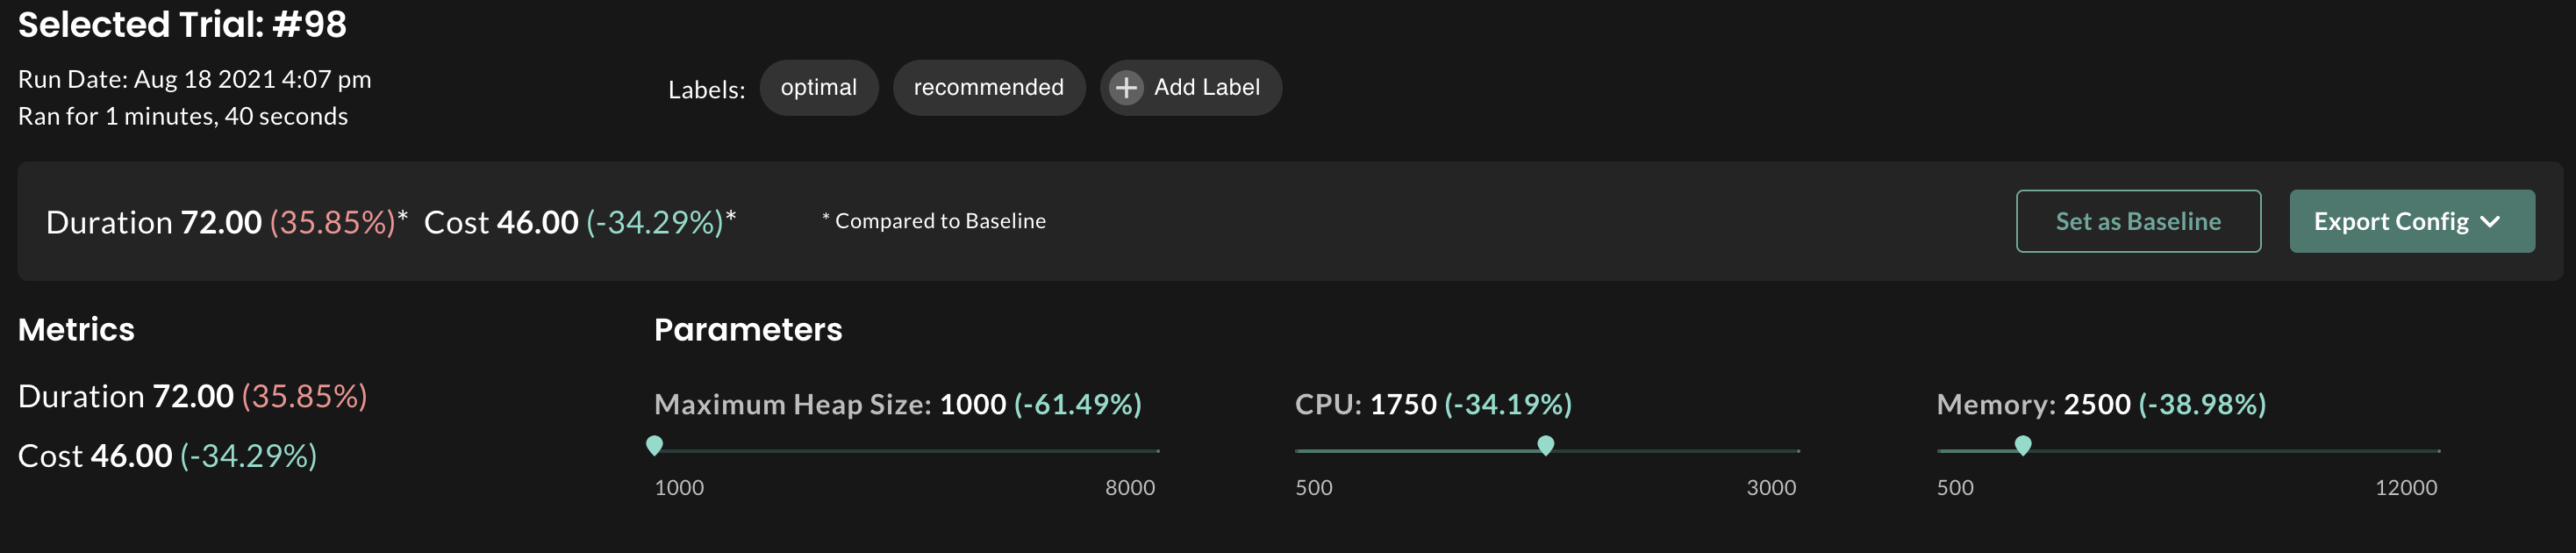 Selected Trial: #98
Run Date: Aug 18 2021 4:07 pm
Ran for 1 minutes, 40 seconds
Labels: optimal recommended Add Label
Duration 72.00 (35.85%)* Cost 46.00 (-34.29%)* * Compared to Baseline Set as Baseline Export Config
Metrics
Duration 72.00 (35.85%)
Cost 46.00 (-34.29%)
Parameters
Maximum Heap Size: 1000 (-61.49%)
1000 8000
CPU: 1750 (-34.19%)
500 3000
Memory: 2500 (-38.98%)
500 12000